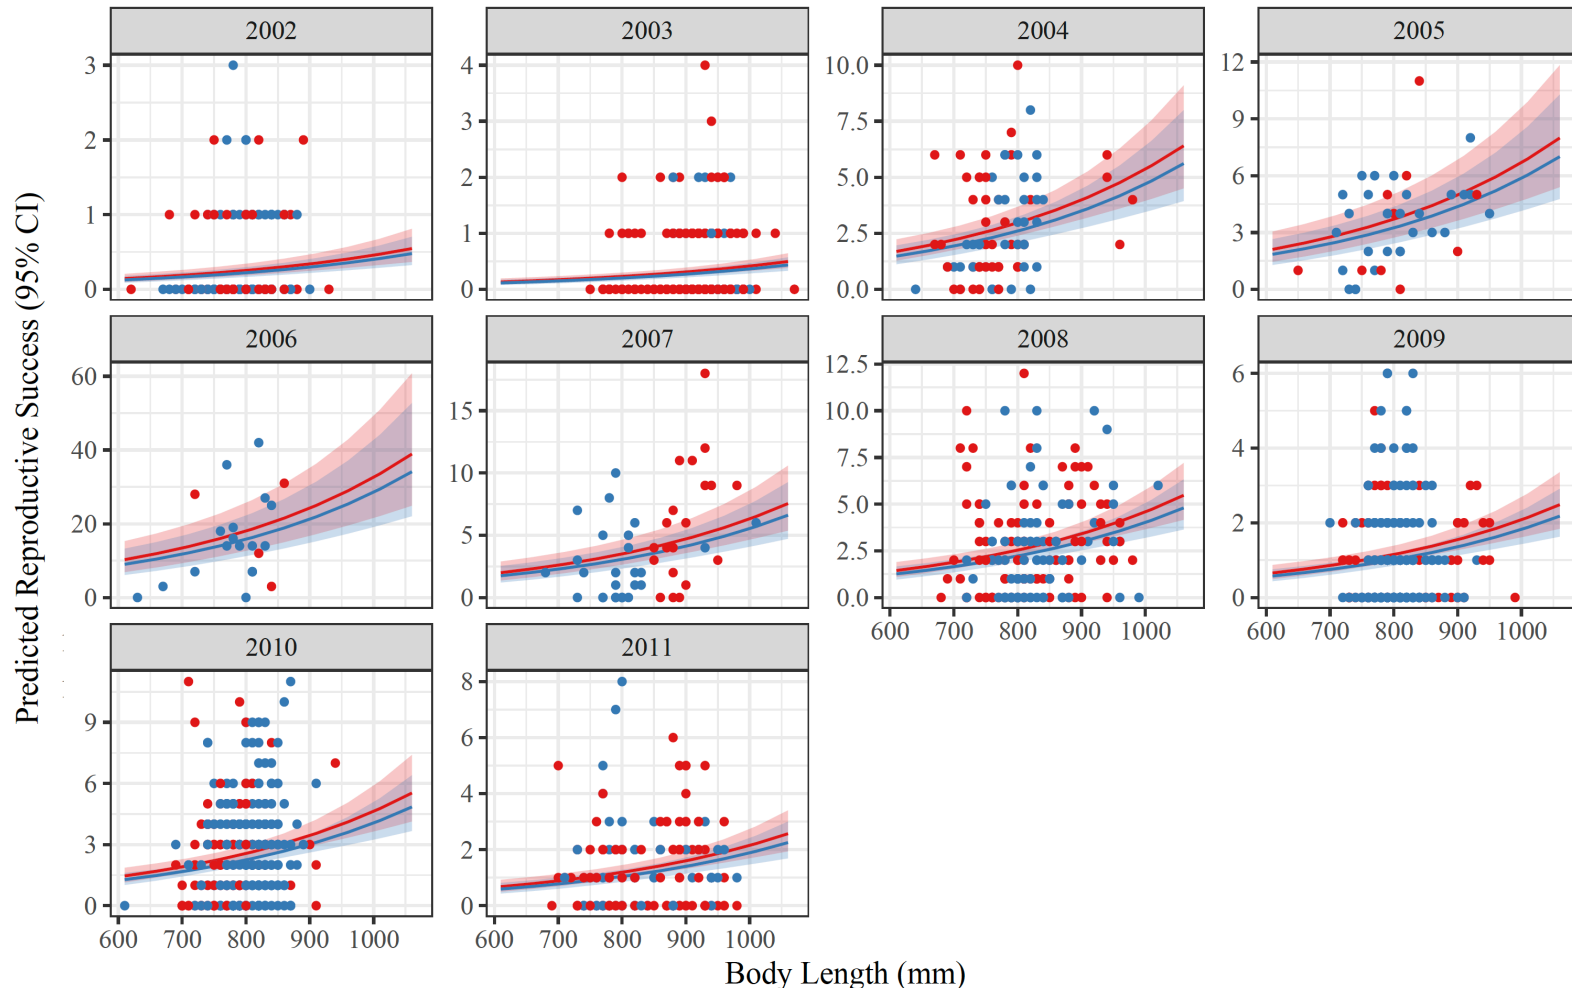 2002 2003 2004 2005
3 2 1 0
4 3 2 1 0
10.0 7.5 5.0 2.5 0.0
12 9 6 3 0
Predicted Reproductive Success (95% CI)
2006 2007 2008 2009
60 40 20 0
15 10 5 0
12.5 10.0 7.5 5.0 2.5 0.0
6 4 2 0
600 700 800 900 1000
600 700 800 900 1000
2010 2011
9 6 3 0
8 6 4 2 0
600 700 800 900 1000
600 700 800 900 1000
Body Length (mm)